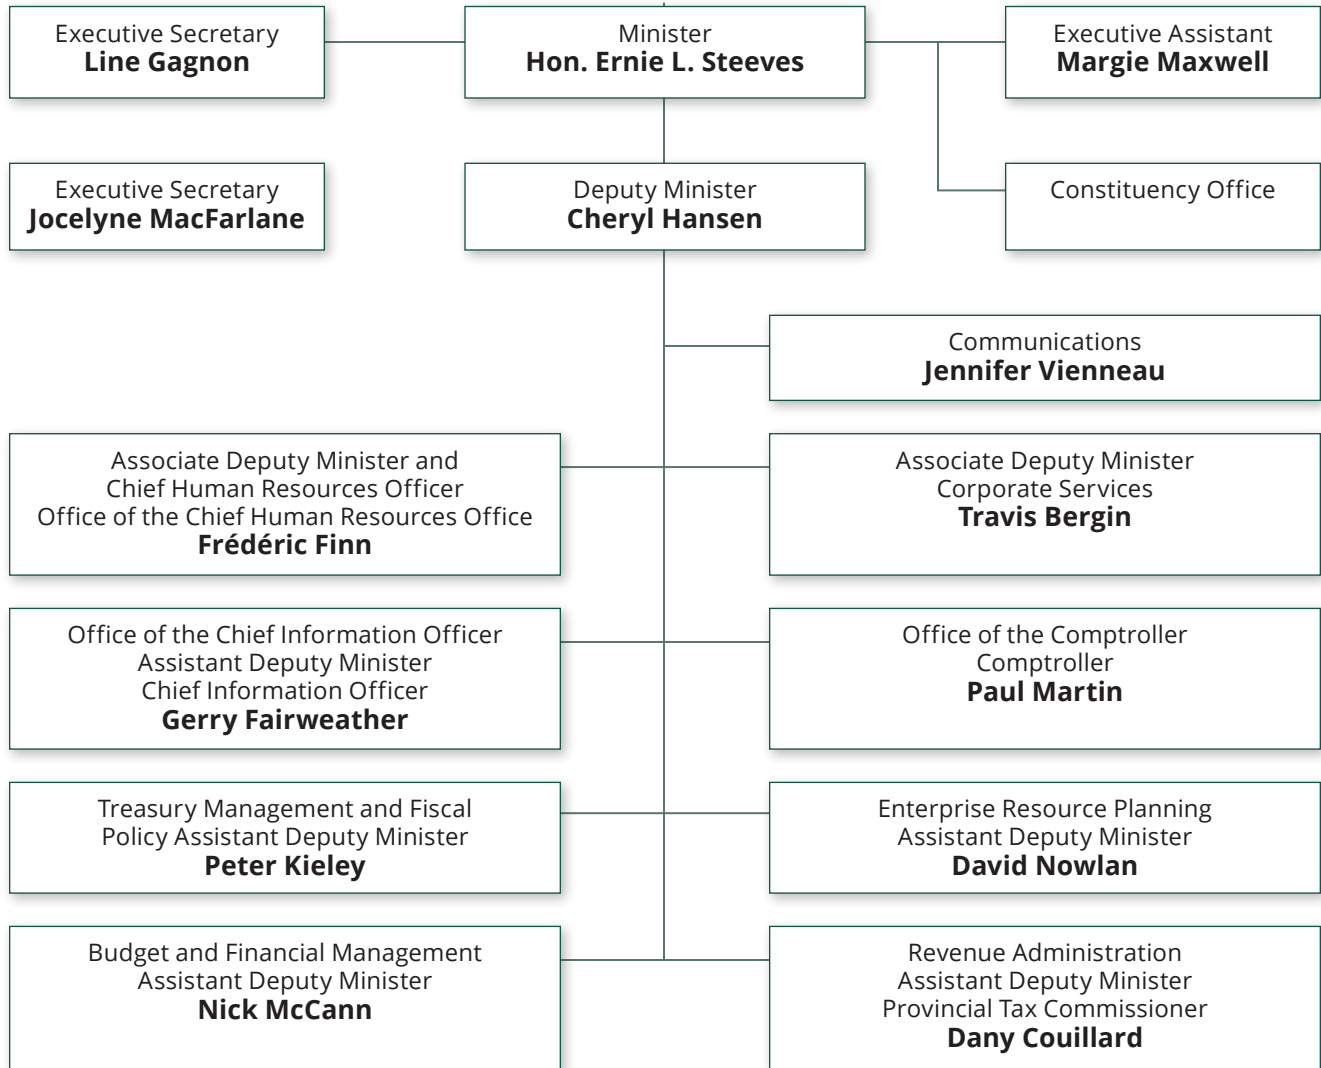 Executive Secretary
Line Gagnon
Minister
Hon. Ernie L. Steeves
Executive Assistant
Margie Maxwell
Executive Secretary
Jocelyne MacFarlane
Deputy Minister
Cheryl Hansen
Constituency Office
Communications
Jennifer Vienneau
Associate Deputy Minister and
Chief Human Resources Officer
Office of the Chief Human Resources Office
Frédéric Finn
Associate Deputy Minister
Corporate Services
Travis Bergin
Office of the Chief Information Officer
Assistant Deputy Minister
Chief Information Officer
Gerry Fairweather
Office of the Comptroller
Comptroller
Paul Martin
Treasury Management and Fiscal
Policy Assistant Deputy Minister
Peter Kieley
Enterprise Resource Planning
Assistant Deputy Minister
David Nowlan
Budget and Financial Management
Assistant Deputy Minister
Nick McCann
Revenue Administration
Assistant Deputy Minister
Provincial Tax Commissioner
Dany Couillard